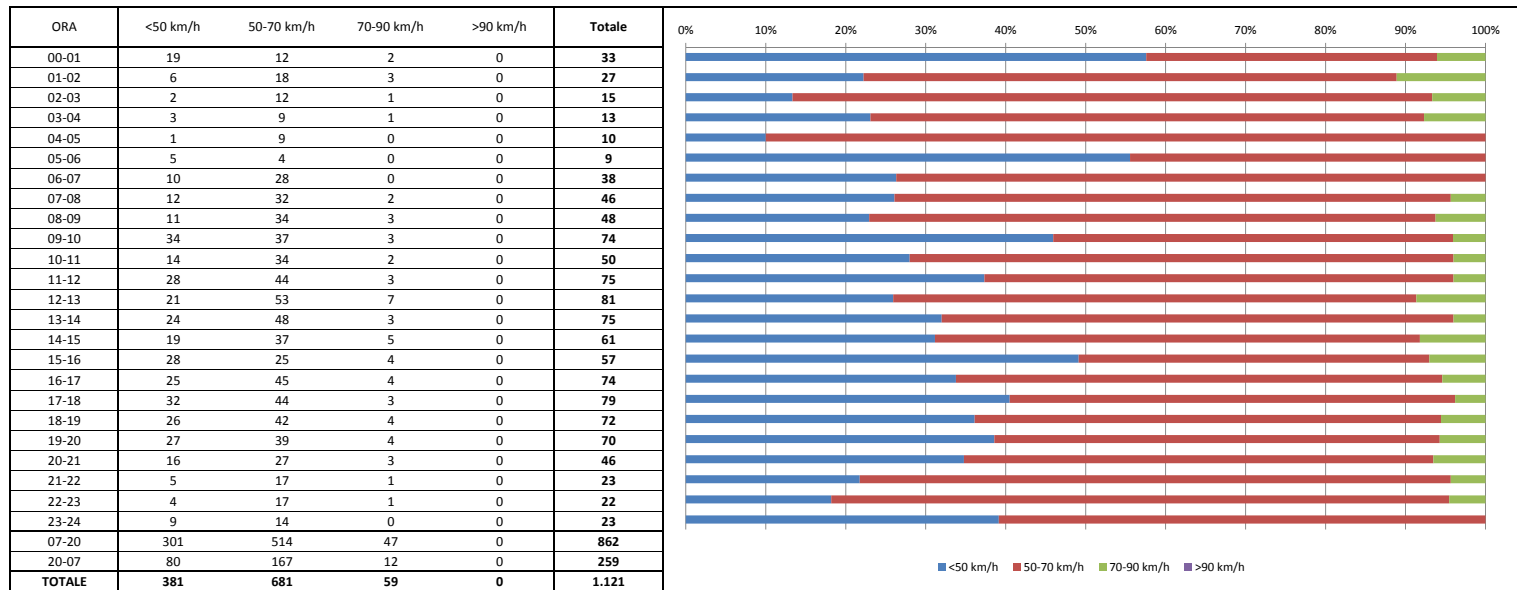 ORA <50 km/h 50-70 km/h 70-90 km/h >90 km/h Totale
0% 10% 20% 30% 40% 50% 60% 70% 80% 90% 100%
00-01 19 12 2 0 33
01-02 6 18 3 0 27
02-03 2 12 1 0 15
03-04 3 9 1 0 13
04-05 1 9 0 0 10
05-06 5 4 0 0 9
06-07 10 28 0 0 38
07-08 12 32 2 0 46
08-09 11 34 3 0 48
09-10 34 37 3 0 74
10-11 14 34 2 0 50
11-12 28 44 3 0 75
12-13 21 53 7 0 81
13-14 24 48 3 0 75
14-15 19 37 5 0 61
15-16 28 25 4 0 57
16-17 25 45 4 0 74
17-18 32 44 3 0 79
18-19 26 42 4 0 72
19-20 27 39 4 0 70
20-21 16 27 3 0 46
21-22 5 17 1 0 23
22-23 4 17 1 0 22
23-24 9 14 0 0 23
07-20 301 514 47 0 862
20-07 80 167 12 0 259
TOTALE 381 681 59 0 1.121
<50 km/h 50-70 km/h 70-90 km/h >90 km/h